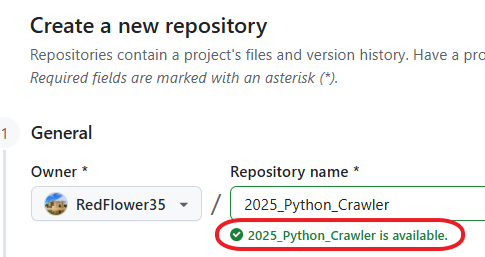 Create a new repository
Repositories contain a project's files and version history. Have a pro
Required fields are marked with an asterisk (*).
1 General
Owner * Repository name *
RedFlower35 / 2025_Python_Crawler
2025_Python_Crawler is available.